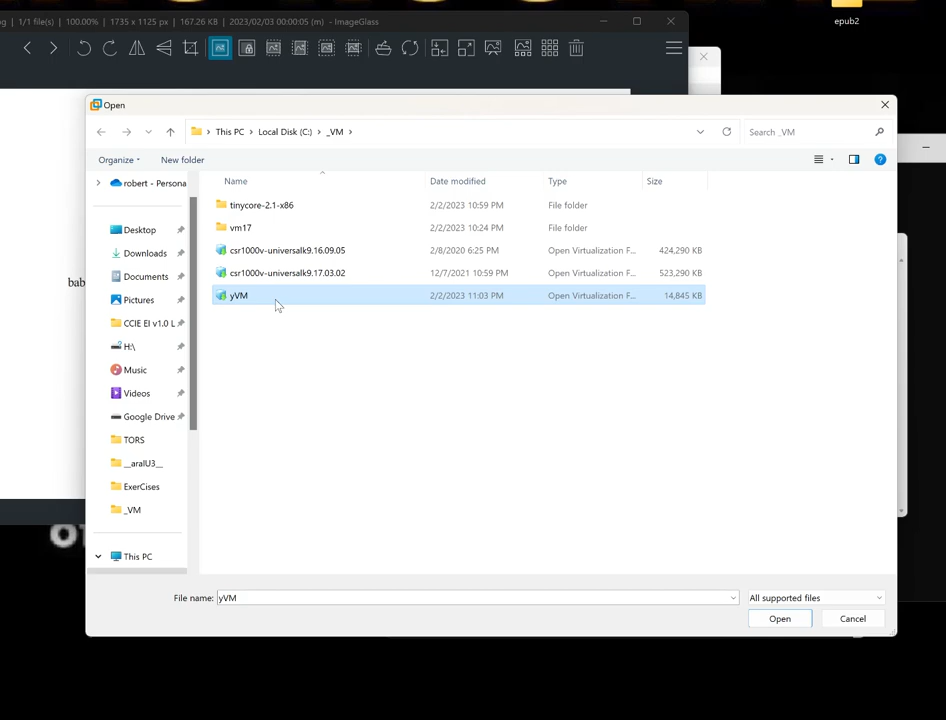 og | 1/1 file(s) | 100.00% | 1735 x 1125 px | 167.26 KB | 2023/02/03 00:00:05 (m) - ImageGlass
epub2
Open
This PC > Local Disk (C:) > _VM >
Search _VM
Organize
New folder
Name
Date modified
Type
Size
robert - Persona
tinycore-2.1-x86
2/2/2023 10:59 PM
File folder
vm17
2/2/2023 10:24 PM
File folder
csr1000v-universalk9.16.09.05
2/8/2020 6:25 PM
Open Virtualization F...
424,290 KB
csr1000v-universalk9.17.03.02
12/7/2021 10:59 PM
Open Virtualization F...
523,290 KB
yVM
2/2/2023 11:03 PM
Open Virtualization F...
14,845 KB
Desktop
Downloads
Documents
Pictures
CCIE EI v1.0 L
H:\
Music
Videos
Google Drive
TORS
__araIU3__
ExerCises
_VM
This PC
bab
File name:
yVM
All supported files
Open
Cancel